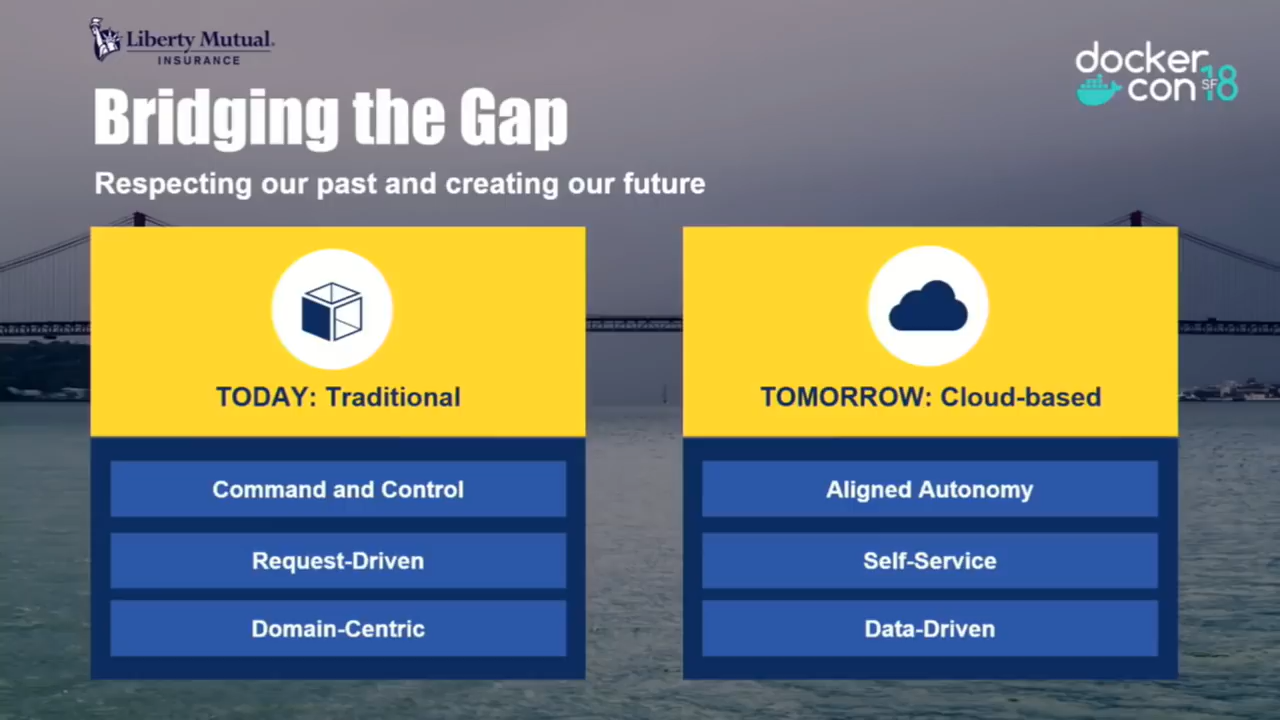 Liberty Mutual.
INSURANCE
docker
con SF 18
Bridging the Gap
Respecting our past and creating our future
TODAY: Traditional
Command and Control
Request-Driven
Domain-Centric
TOMORROW: Cloud-based
Aligned Autonomy
Self-Service
Data-Driven